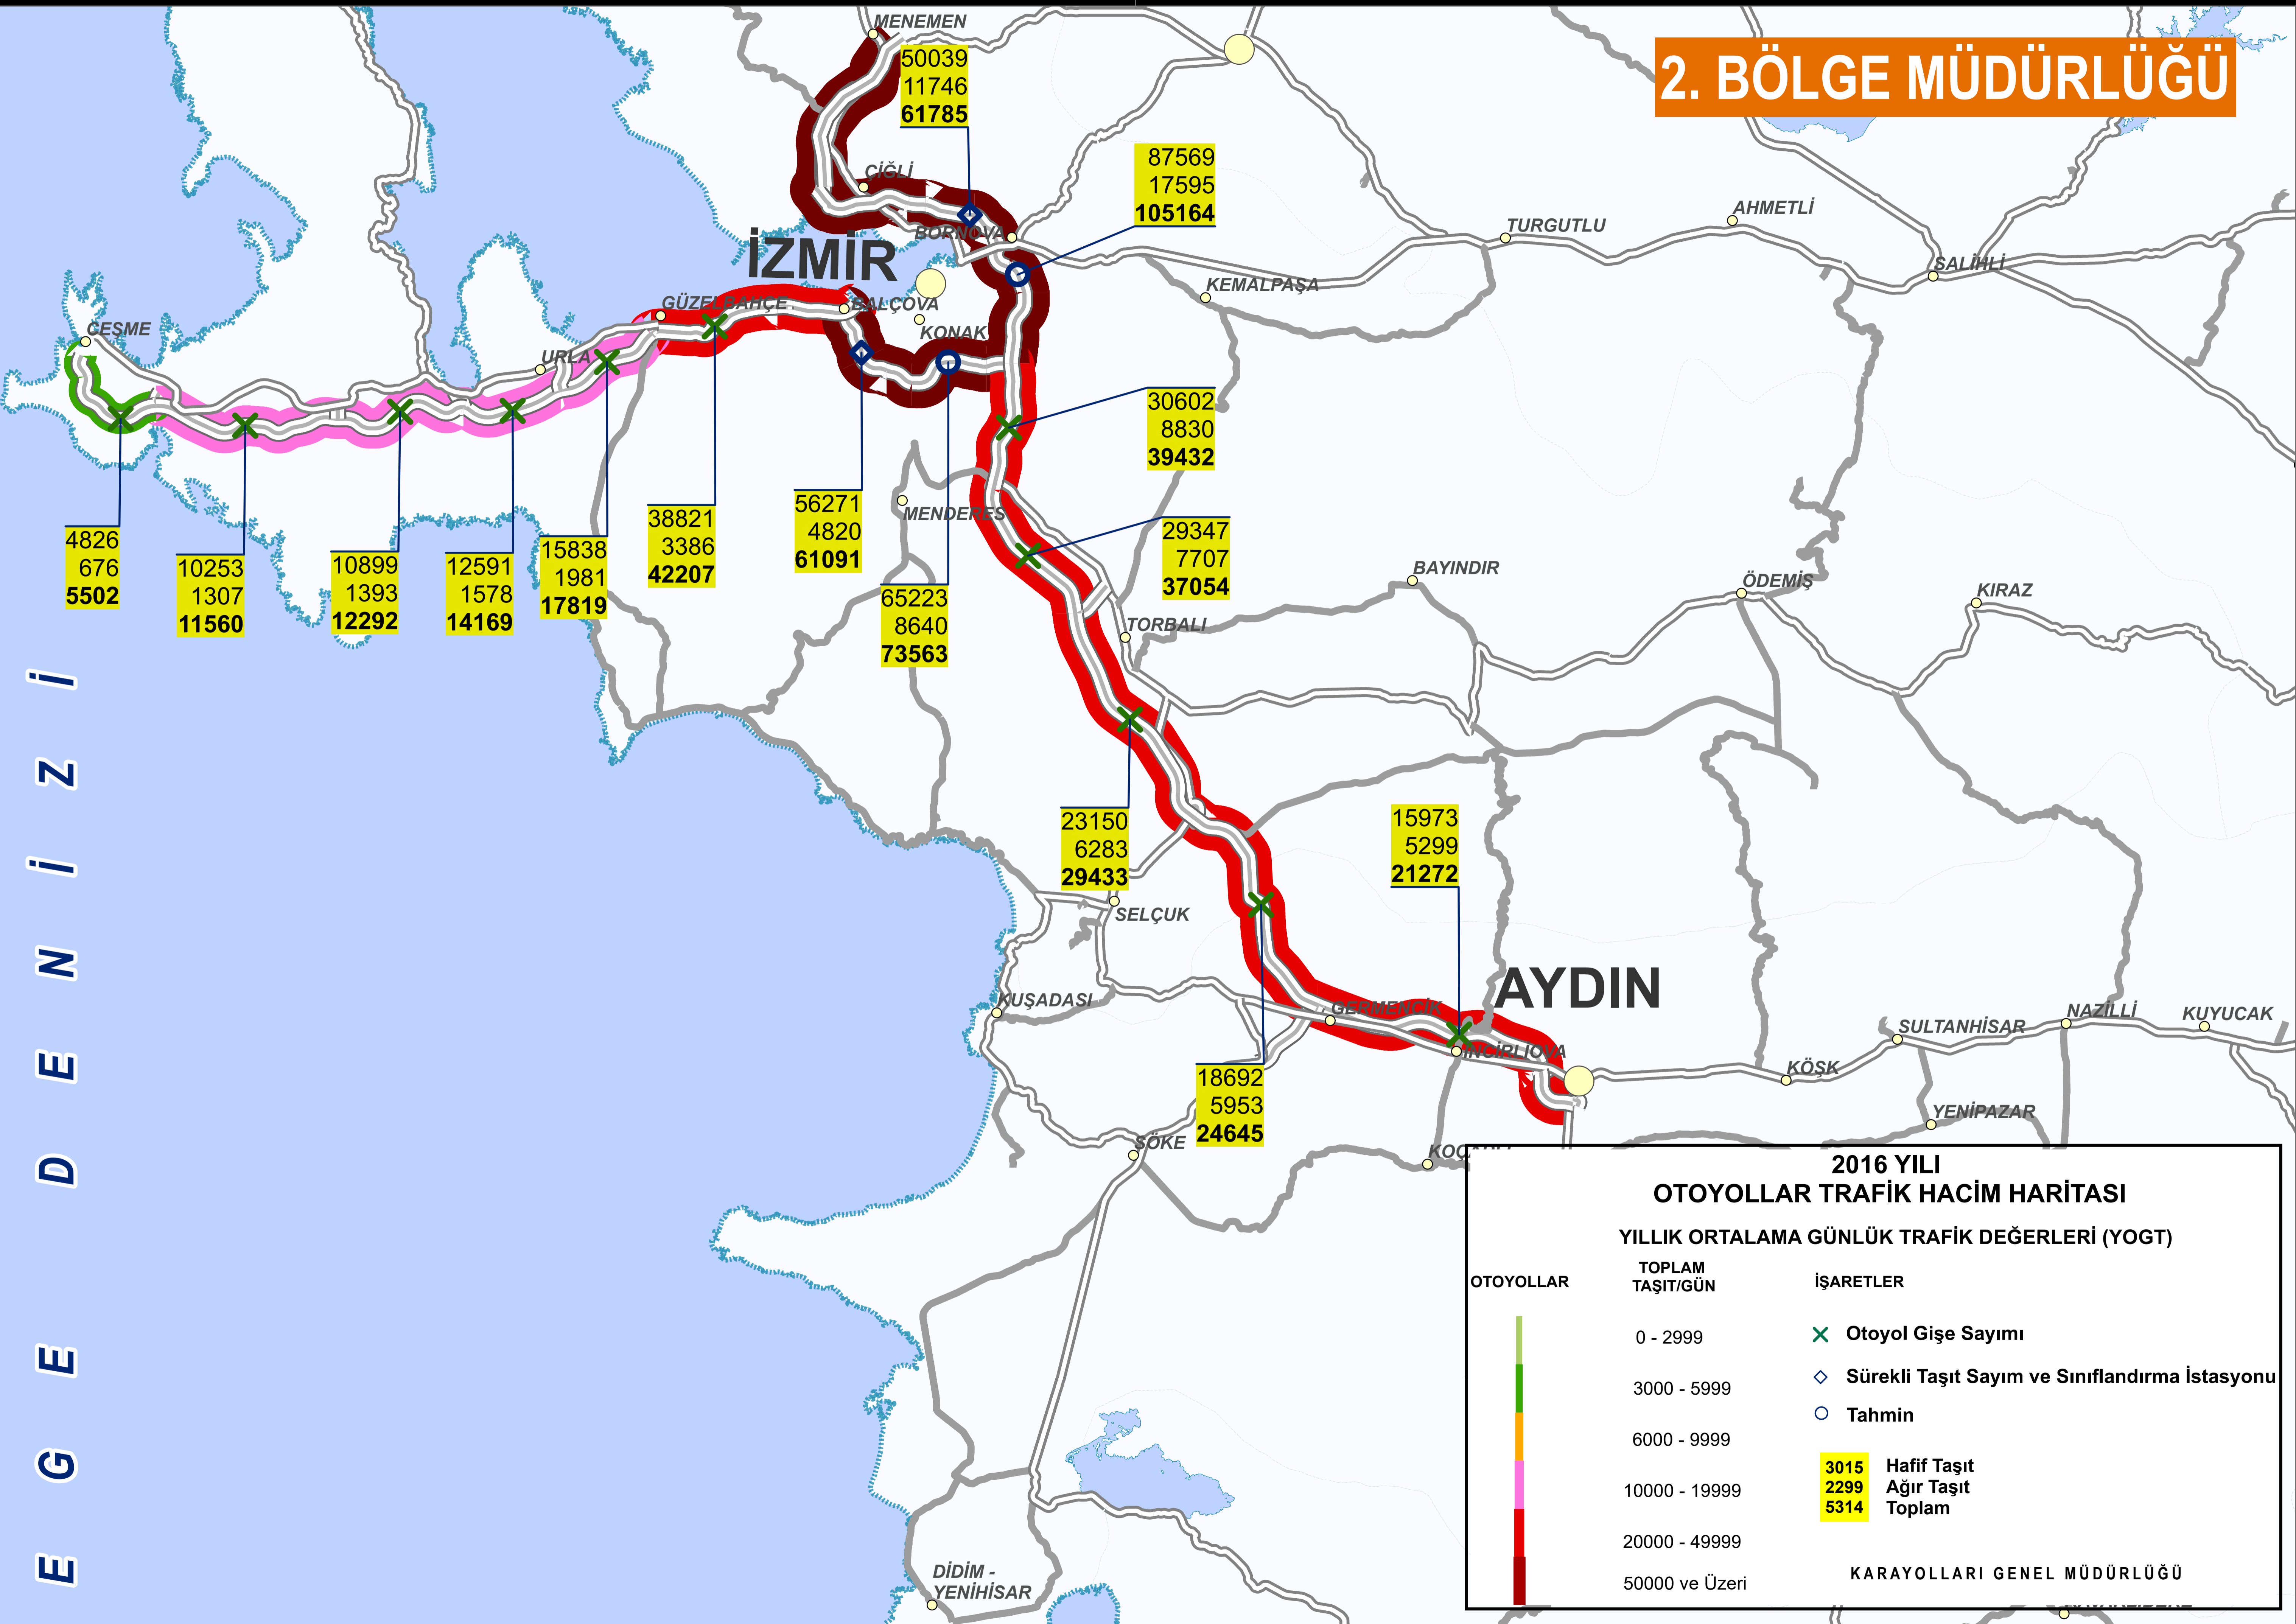 2. BÖLGE MÜDÜRLÜĞÜ
MENEMEN
50039
11746
61785
87569
17595
105164
ÇİĞLİ
BORNOVA
İZMİR
TURGUTLU
AHMETLİ
SALİHLİ
KEMALPAŞA
GÜZELBAHÇE
BALÇOVA
KONAK
ÇEŞME
URLA
30602
8830
39432
4826
676
5502
10253
1307
11560
10899
1393
12292
12591
1578
14169
15838
1981
17819
38821
3386
42207
56271
4820
61091
65223
8640
73563
MENDERES
29347
7707
37054
BAYINDIR
ÖDEMİŞ
KIRAZ
TORBALI
23150
6283
29433
15973
5299
21272
SELÇUK
AYDIN
KUŞADASI
GERMENCİK
İNCİRLİOVA
SULTANHİSAR
NAZİLLİ
KUYUCAK
KÖŞK
YENİPAZAR
18692
5953
24645
SÖKE
EGE DENİZİ
DİDİM -
YENİHİSAR
2016 YILI
OTOYOLLAR TRAFİK HACİM HARİTASI
YILLIK ORTALAMA GÜNLÜK TRAFİK DEĞERLERİ (YOGT)
OTOYOLLAR
TOPLAM
TAŞIT/GÜN
İŞARETLER
0 - 2999
3000 - 5999
6000 - 9999
10000 - 19999
20000 - 49999
50000 ve Üzeri
Otoyol Gişe Sayımı
Sürekli Taşıt Sayım ve Sınıflandırma İstasyonu
Tahmin
3015 Hafif Taşıt
2299 Ağır Taşıt
5314 Toplam
KARAYOLLARI GENEL MÜDÜRLÜĞÜ